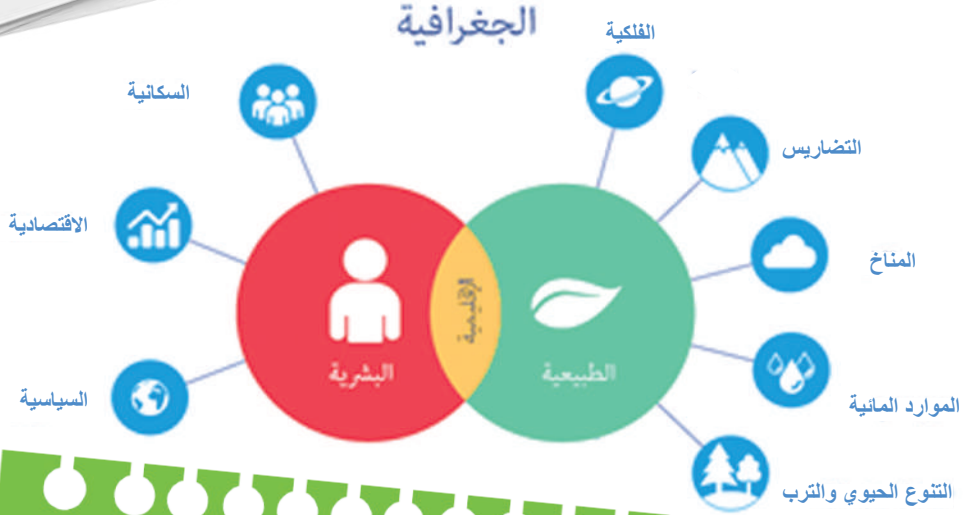 الجغرافية
الفلكية
السكانية
التضاريس
الاقتصادية
المناخ
الإقليمية
البشرية
الطبيعية
السياسية
الموارد المائية
التنوع الحيوي والترب